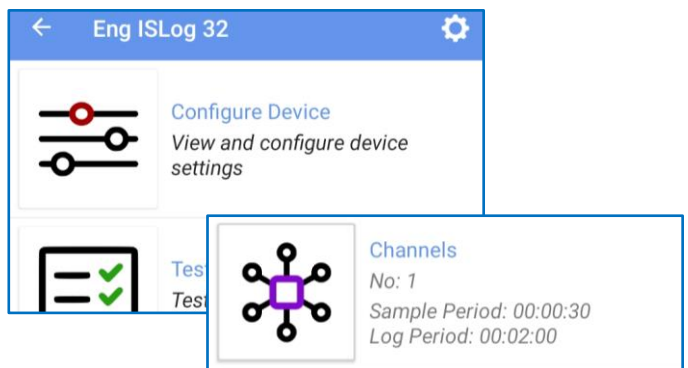 Eng ISLog 32
Configure Device
View and configure device
settings
Channels
No: 1
Sample Period: 00:00:30
Log Period: 00:02:00